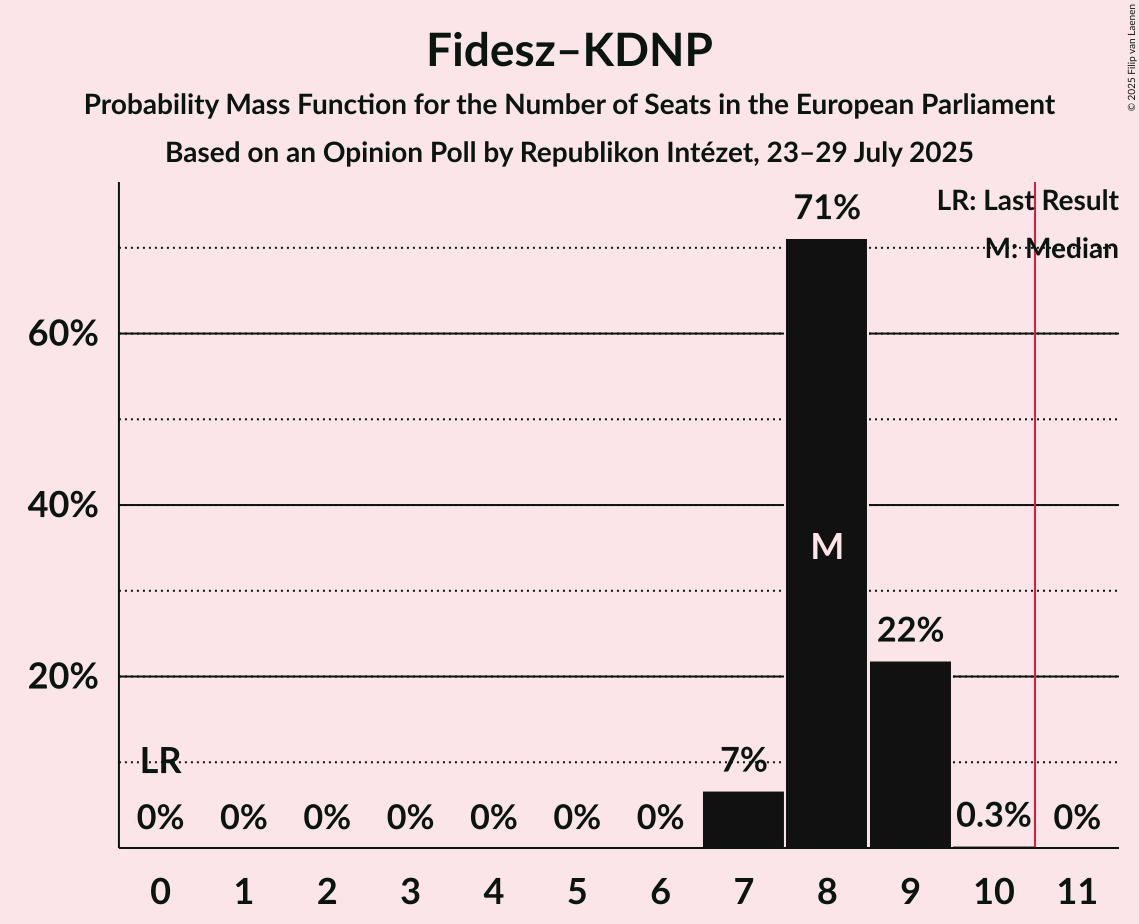 Fidesz–KDNP
Probability Mass Function for the Number of Seats in the European Parliament
Based on an Opinion Poll by Republikon Intézet, 23–29 July 2025
© 2025 Filip van Laenen
LR: Last Result
M: Median
71%
60%
40%
M
22%
20%
LR
7%
0% 0% 0% 0% 0% 0% 0% 0.3% 0%
0 1 2 3 4 5 6 7 8 9 10 11